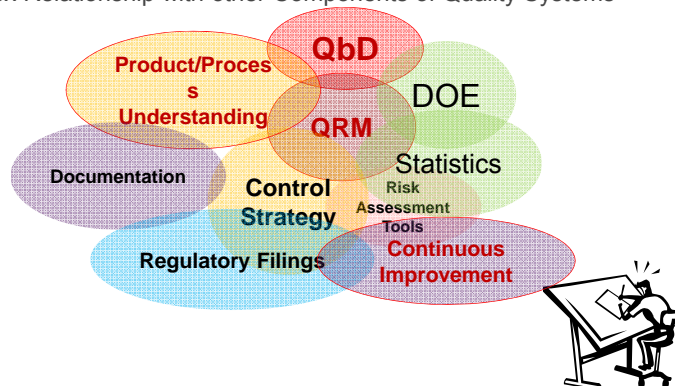 Relationship with other Components of Quality Systems
QbD
Product/Proces
s
Understanding
DOE
QRM
Statistics
Documentation
Control
Strategy
Risk
Assessment
Tools
Regulatory Filings
Continuous
Improvement